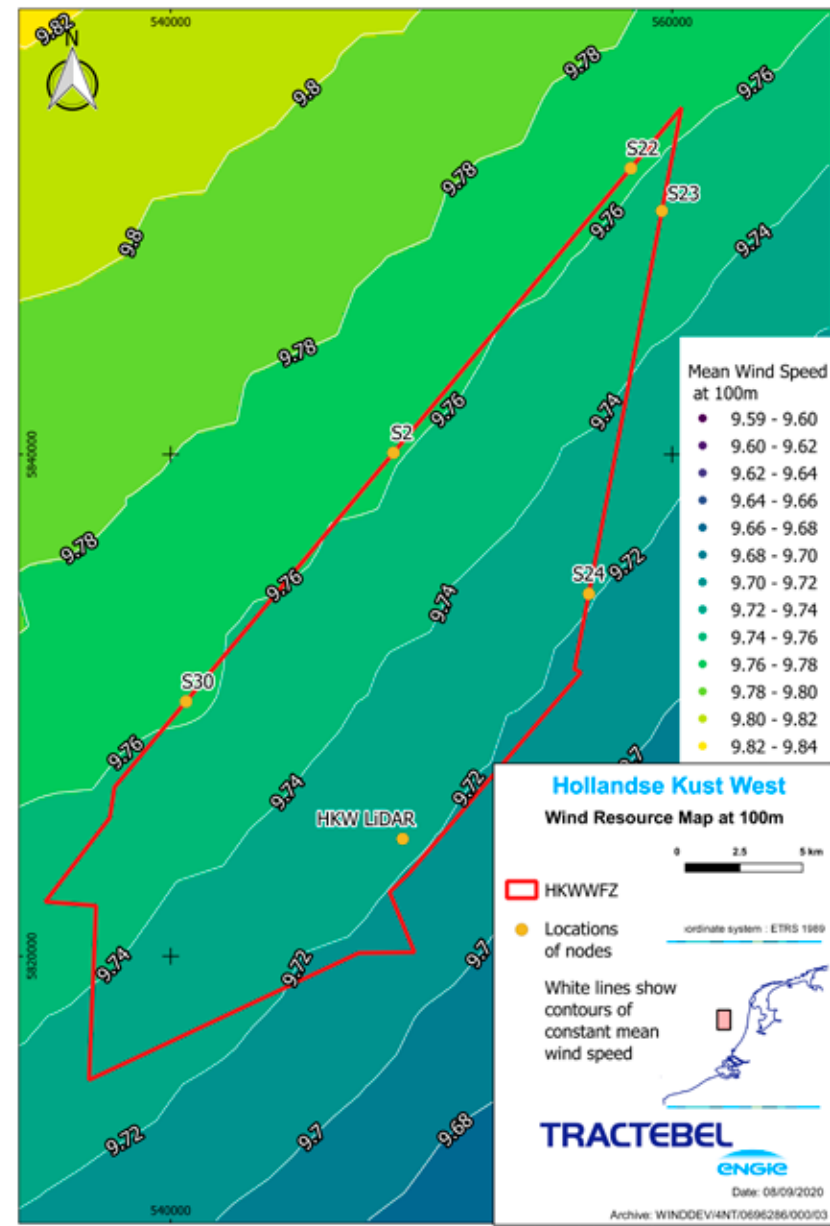 540000
560000
9.82
N
9.8
9.78
9.76
S22
9.78
9.76
S23
9.8
9.74
9.78
9.76
9.74
S2
5840000
5840000
9.78
9.76
9.74
S24
9.72
S30
9.76
9.74
9.72
9.7
HKW LiDAR
5820000
9.74
9.72
9.7
9.72
9.7
9.68
540000
Mean Wind Speed
at 100m
9.59 - 9.60
9.60 - 9.62
9.62 - 9.64
9.64 - 9.66
9.66 - 9.68
9.68 - 9.70
9.70 - 9.72
9.72 - 9.74
9.74 - 9.76
9.76 - 9.78
9.78 - 9.80
9.80 - 9.82
9.82 - 9.84
Hollandse Kust West
Wind Resource Map at 100m
0 2.5 5 km
HKWWFZ
Locations
of nodes
ordinate system : ETRS 1989
White lines show
contours of
constant mean
wind speed
TRACTEBEL
ENGIE
Date: 08/09/2020
Archive: WINDDEV/4NT/0696286/000/03